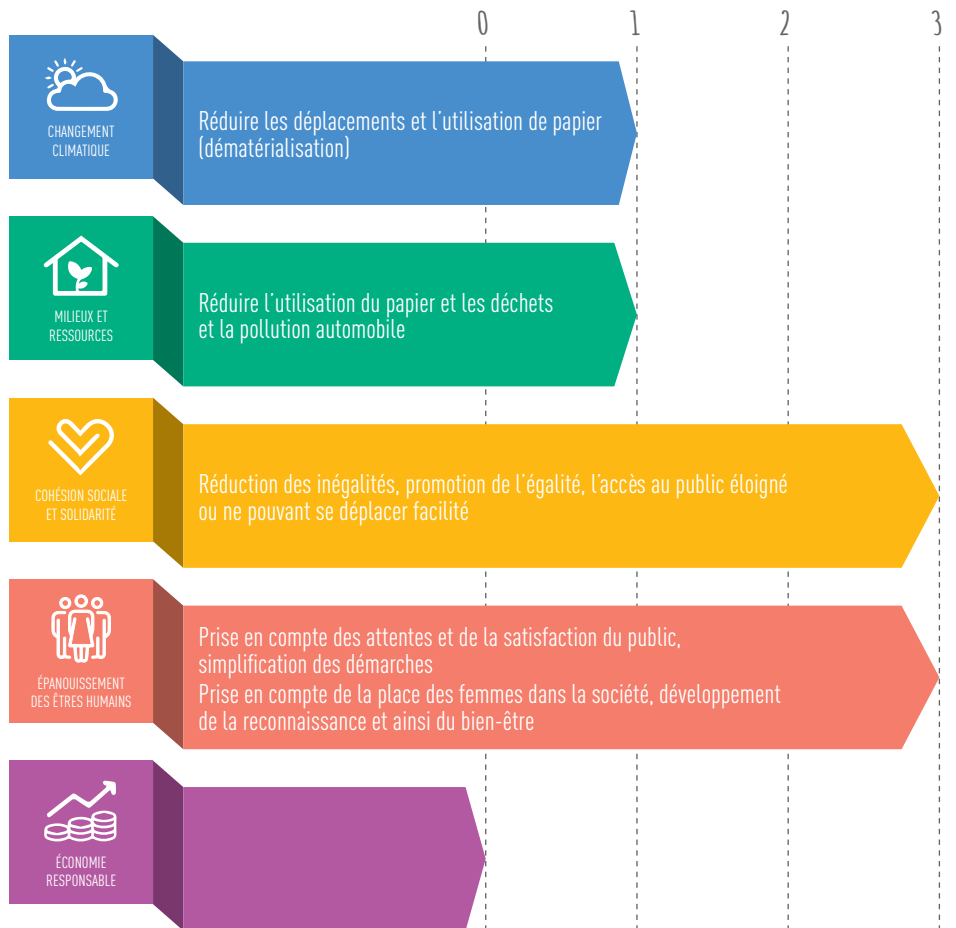 0 1 2 3
CHANGEMENT
CLIMATIQUE
Réduire les déplacements et l'utilisation de papier
(dématérialisation)
MILIEUX ET
RESSOURCES
Réduire l'utilisation du papier et les déchets
et la pollution automobile
COHÉSION SOCIALE
ET SOLIDARITÉ
Réduction des inégalités, promotion de l'égalité, l'accès au public éloigné
ou ne pouvant se déplacer facilité
ÉPANOUISSEMENT
DES ÊTRES HUMAINS
Prise en compte des attentes et de la satisfaction du public,
simplification des démarches
Prise en compte de la place des femmes dans la société, développement
de la reconnaissance et ainsi du bien-être
ÉCONOMIE
RESPONSABLE